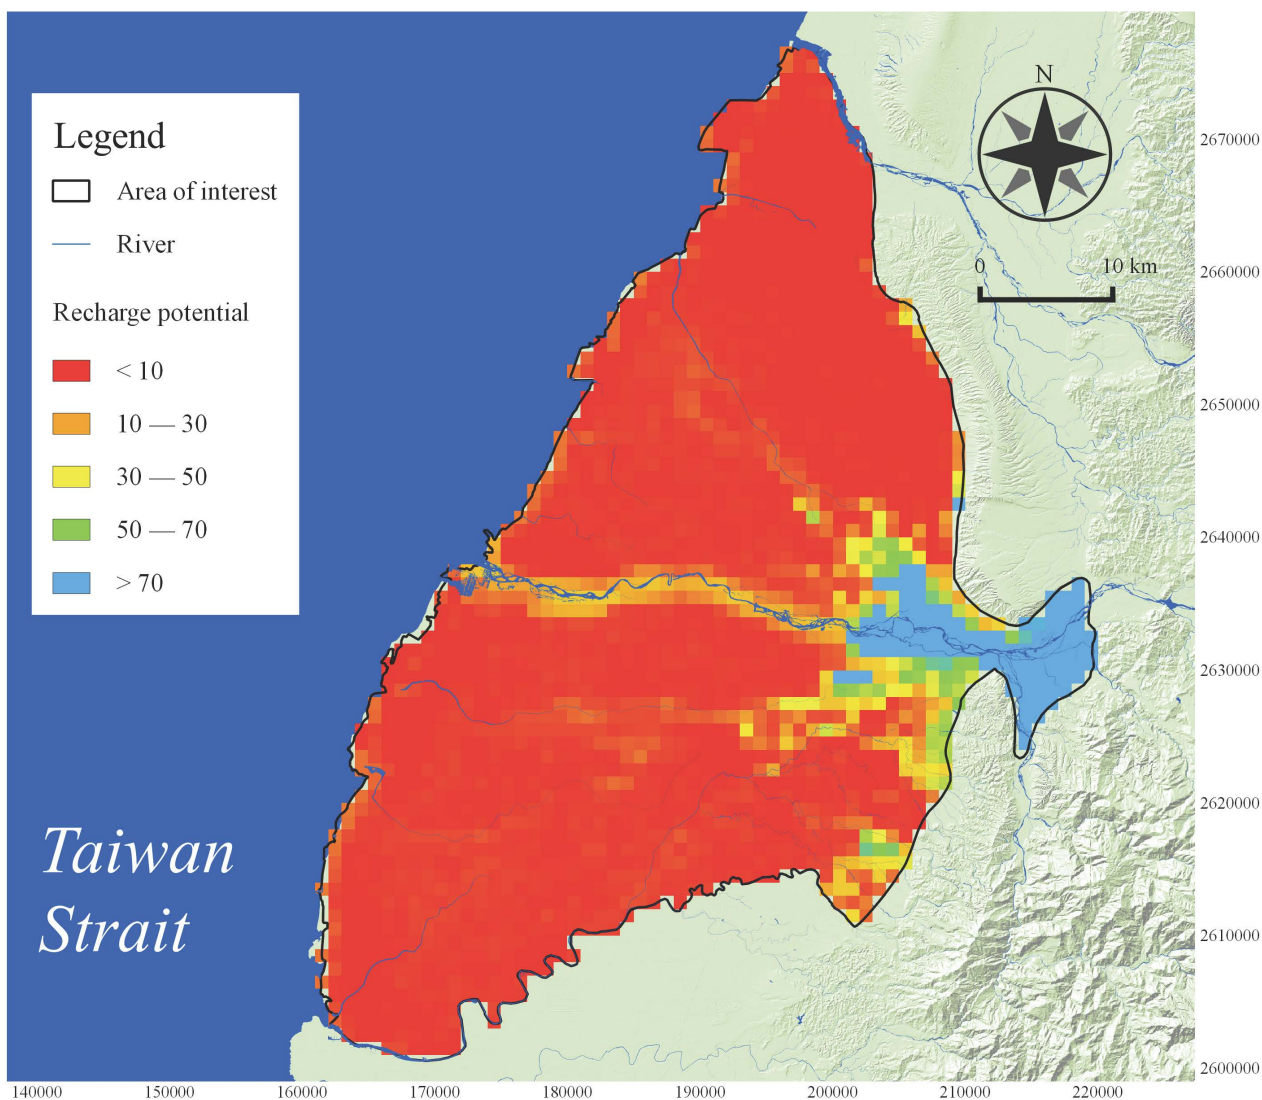 Legend
Area of interest
River
Recharge potential
< 10
10 — 30
30 — 50
50 — 70
> 70
N
0 10 km
Taiwan
Strait
2670000
2660000
2650000
2640000
2630000
2620000
2610000
2600000
140000 150000 160000 170000 180000 190000 200000 210000 220000